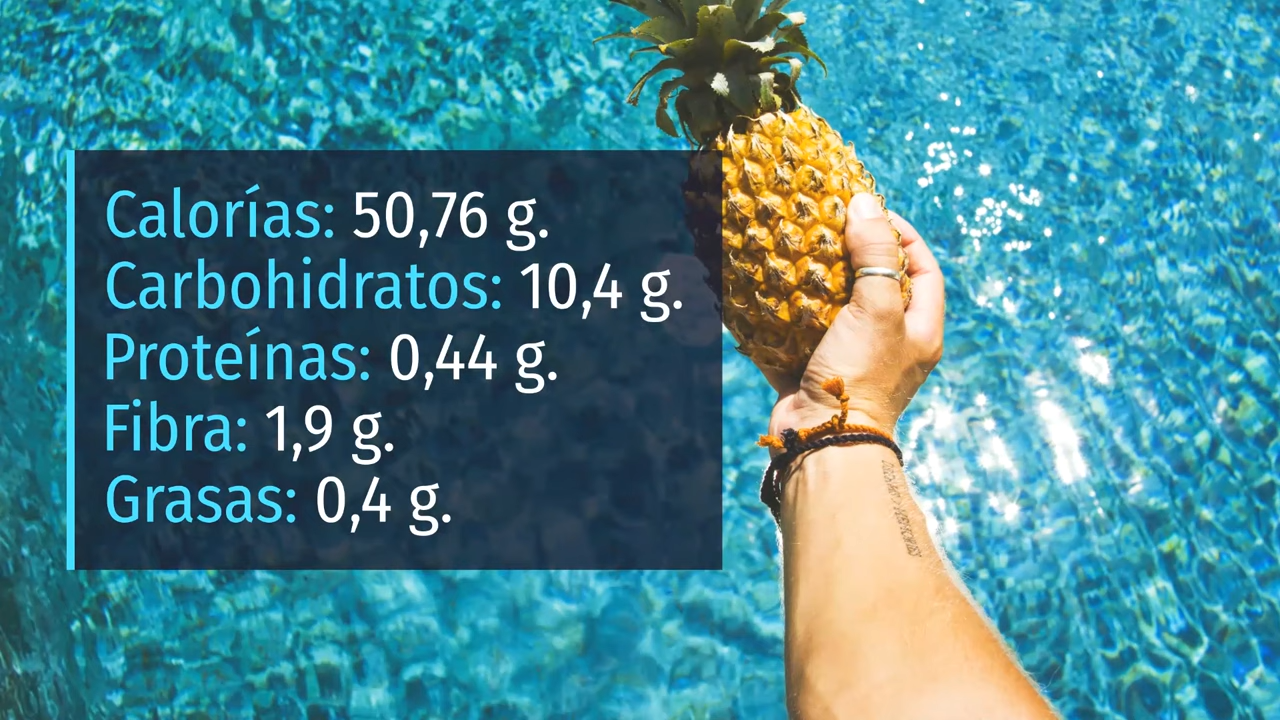 Calorías: 50,76 g.
Carbohidratos: 10,4 g.
Proteínas: 0,44 g.
Fibra: 1,9 g.
Grasas: 0,4 g.